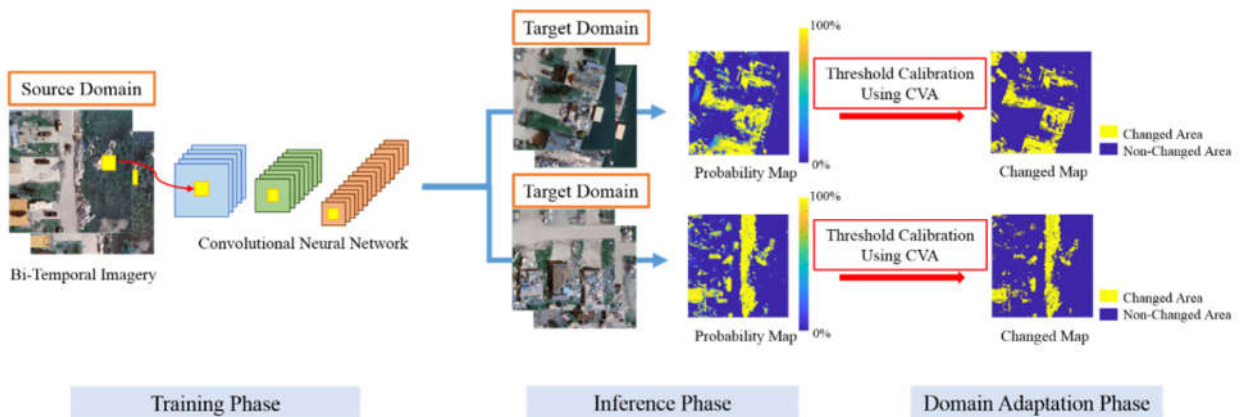 Source Domain
Bi-Temporal Imagery
Convolutional Neural Network
Target Domain
100%
0%
Probability Map
Threshold Calibration
Using CVA
Changed Map
Changed Area
Non-Changed Area
Target Domain
100%
0%
Probability Map
Threshold Calibration
Using CVA
Changed Map
Changed Area
Non-Changed Area
Training Phase
Inference Phase
Domain Adaptation Phase